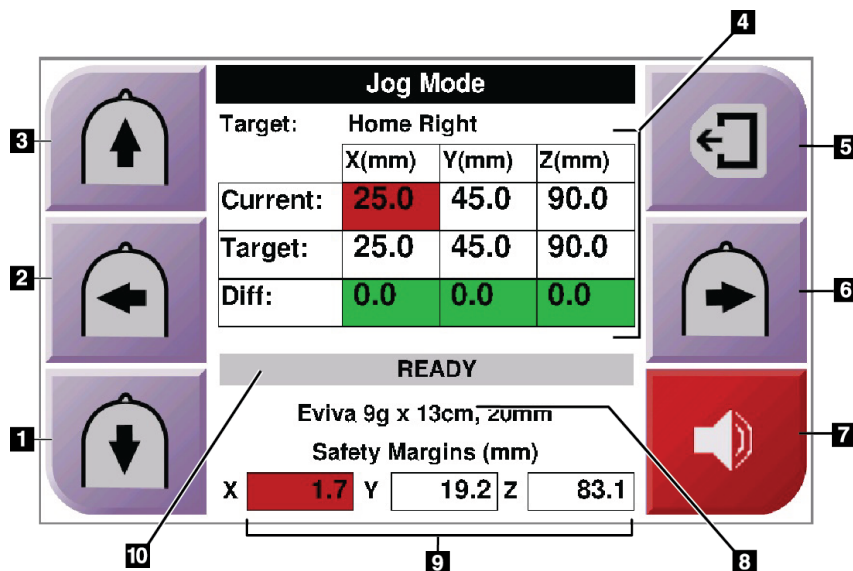 4
Jog Mode
Target: Home Right
3
5
X(mm) Y(mm) Z(mm)
Current: 25.0 45.0 90.0
Target: 25.0 45.0 90.0
2
6
Diff: 0.0 0.0 0.0
READY
Eviva 9g x 13cm, 20mm
1
7
Safety Margins (mm)
X 1.7 Y 19.2 Z 83.1
10
9
8